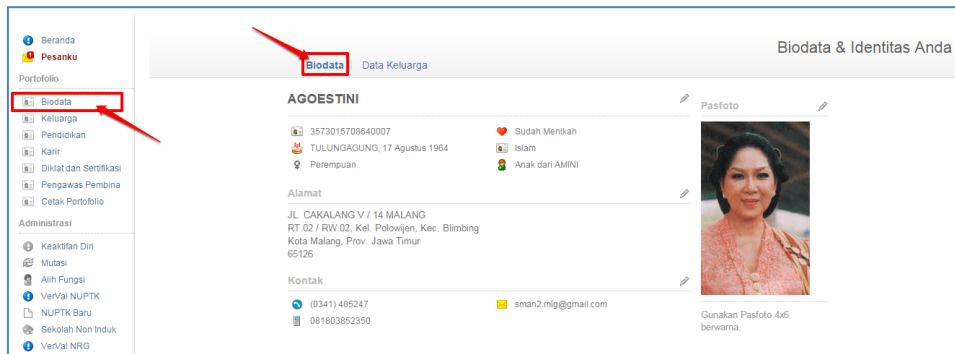 Beranda
Pesanku
Portofolio
Biodata
Keluarga
Pendidikan
Karir
Diklat dan Sertifikasi
Pengawas Pembina
Cetak Portofolio
Administrasi
Keaktifan Diri
Mutasi
Alih Fungsi
VerVal NUPTK
NUPTK Baru
Sekolah Non Induk
VerVal NRG
Biodata & Identitas Anda
Biodata Data Keluarga
AGOESTINI
3573015708640007 Sudah Menikah
TULUNGAGUNG, 17 Agustus 1964 Islam
Perempuan Anak dari AMINI
Alamat
JL. CAKALANG V / 14 MALANG
RT.02 / RW.02, Kel. Polowijen, Kec. Blimbing
Kota Malang, Prov. Jawa Timur
65126
Kontak
(0341) 485247 sman2.mlg@gmail.com
081803852350
Pasfoto
Gunakan Pasfoto 4x6
berwarna.